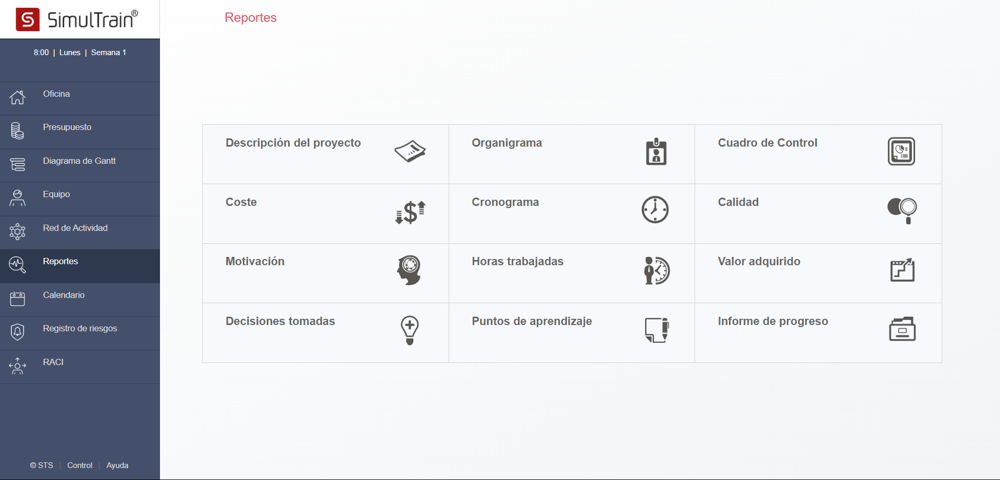 S SimulTrain®
8:00 | Lunes | Semana 1
Oficina
Presupuesto
Diagrama de Gantt
Equipo
Red de Actividad
Reportes
Calendario
Registro de riesgos
RACI
© STS | Control | Ayuda
Reportes
Descripción del proyecto
Organigrama
Cuadro de Control
Coste
Cronograma
Calidad
Motivación
Horas trabajadas
Valor adquirido
Decisiones tomadas
Puntos de aprendizaje
Informe de progreso